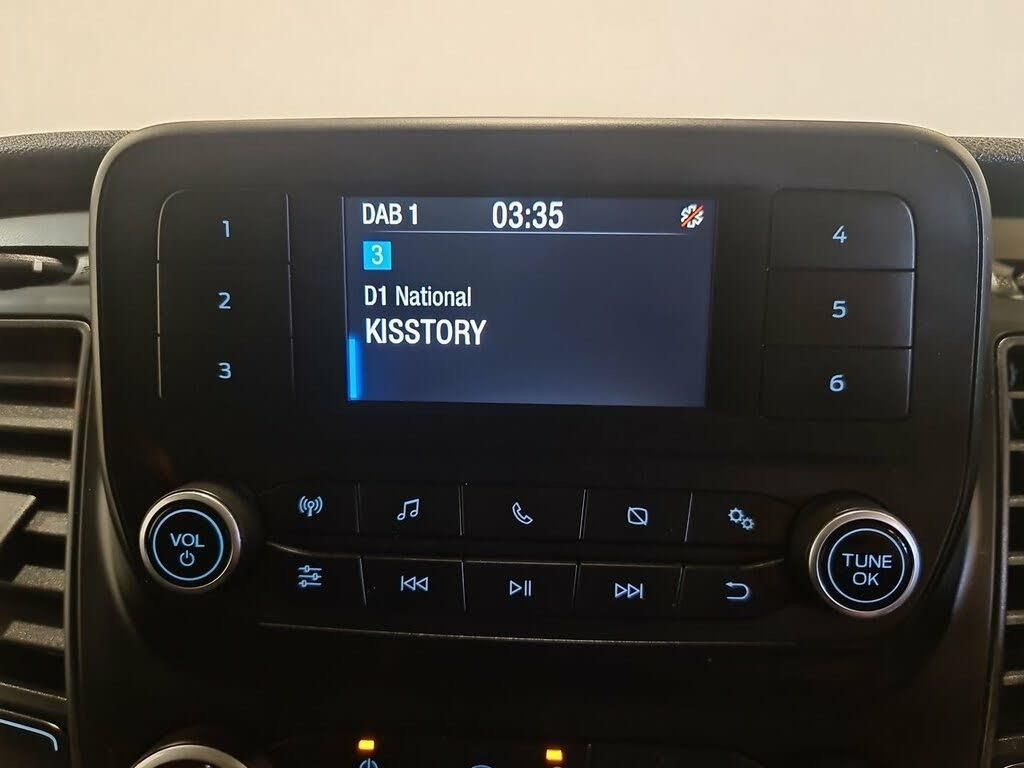 DAB 1 03:35
3
D1 National
KISSTORY
1
2
3
4
5
6
VOL
TUNE
OK